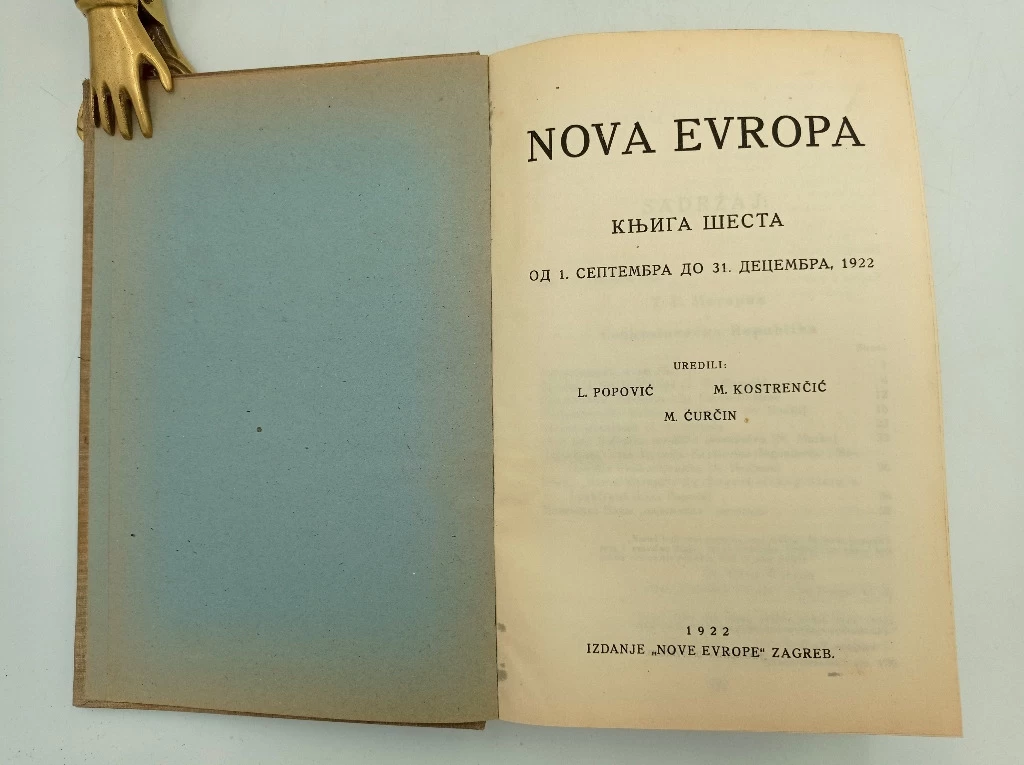 NOVA EVROPA
КЊИГА ШЕСТА
ОД 1. СЕПТЕМБРА ДО 31. ДЕЦЕМБРА, 1922
UREDILI:
L. POPOVIĆ M. KOSTRENČIĆ
M. ĆURČIN
1922
IZDANJE „NOVE EVROPE“ ZAGREB.